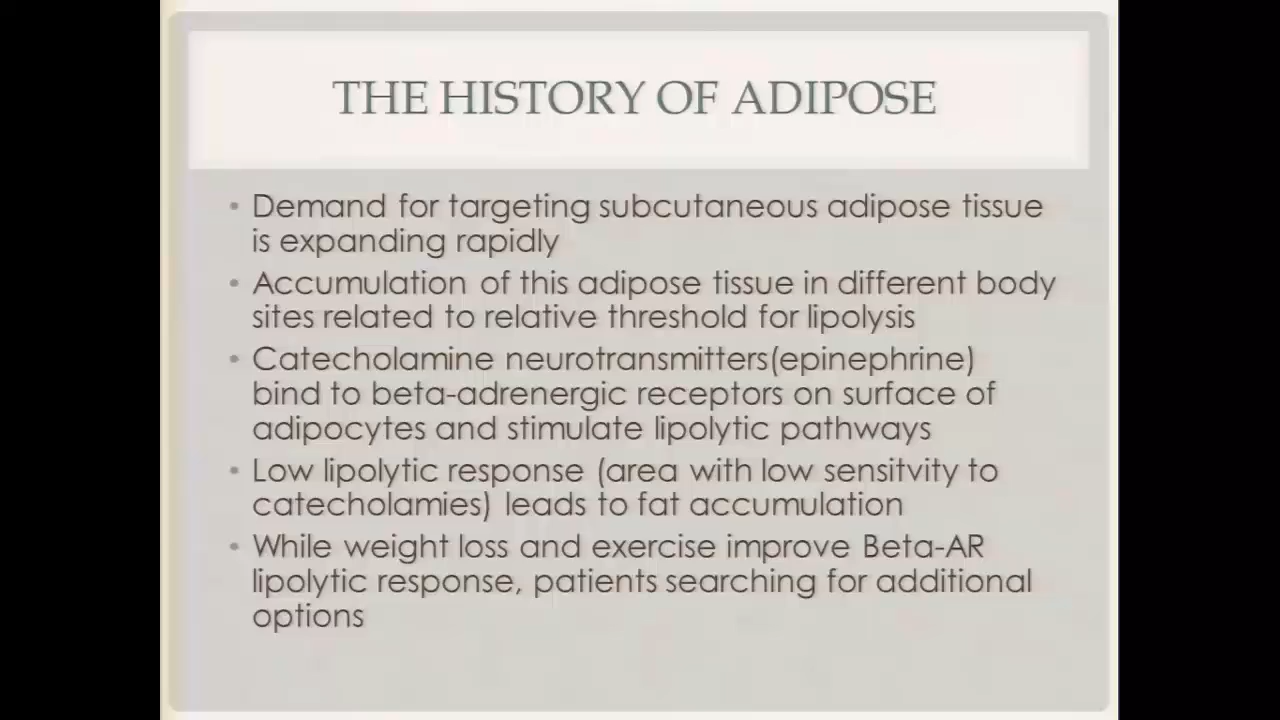 THE HISTORY OF ADIPOSE
• Demand for targeting subcutaneous adipose tissue
is expanding rapidly
• Accumulation of this adipose tissue in different body
sites related to relative threshold for lipolysis
• Catecholamine neurotransmitters(epinephrine)
bind to beta-adrenergic receptors on surface of
adipocytes and stimulate lipolytic pathways
• Low lipolytic response (area with low sensitvity to
catecholamies) leads to fat accumulation
• While weight loss and exercise improve Beta-AR
lipolytic response, patients searching for additional
options